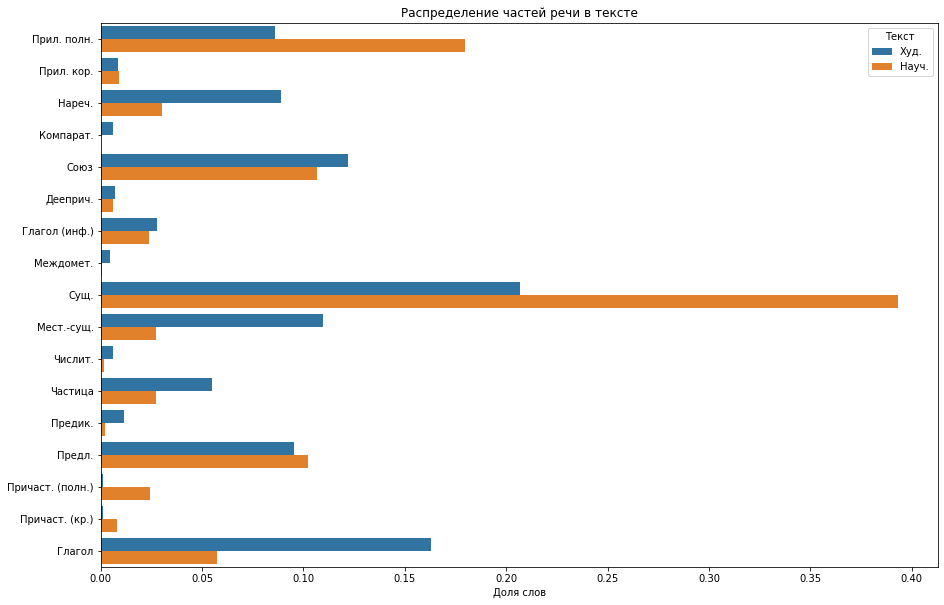 Распределение частей речи в тексте
Текст
Худ.
Науч.
Прил. полн.
Прил. кор.
Нареч.
Компарат.
Союз
Дееприч.
Глагол (инф.)
Междомет.
Сущ.
Мест.-сущ.
Числит.
Частица
Предик.
Предл.
Причаст. (полн.)
Причаст. (кр.)
Глагол
0.00 0.05 0.10 0.15 0.20 0.25 0.30 0.35 0.40
Доля слов